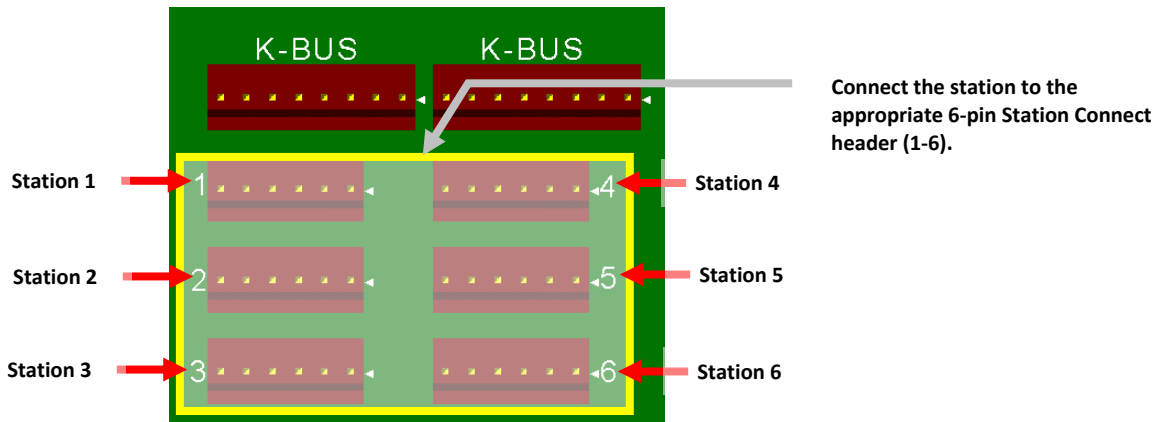 K-BUS K-BUS
Connect the station to the
appropriate 6-pin Station Connect
header (1-6).
Station 1 1 4 Station 4
Station 2 2 5 Station 5
Station 3 3 6 Station 6